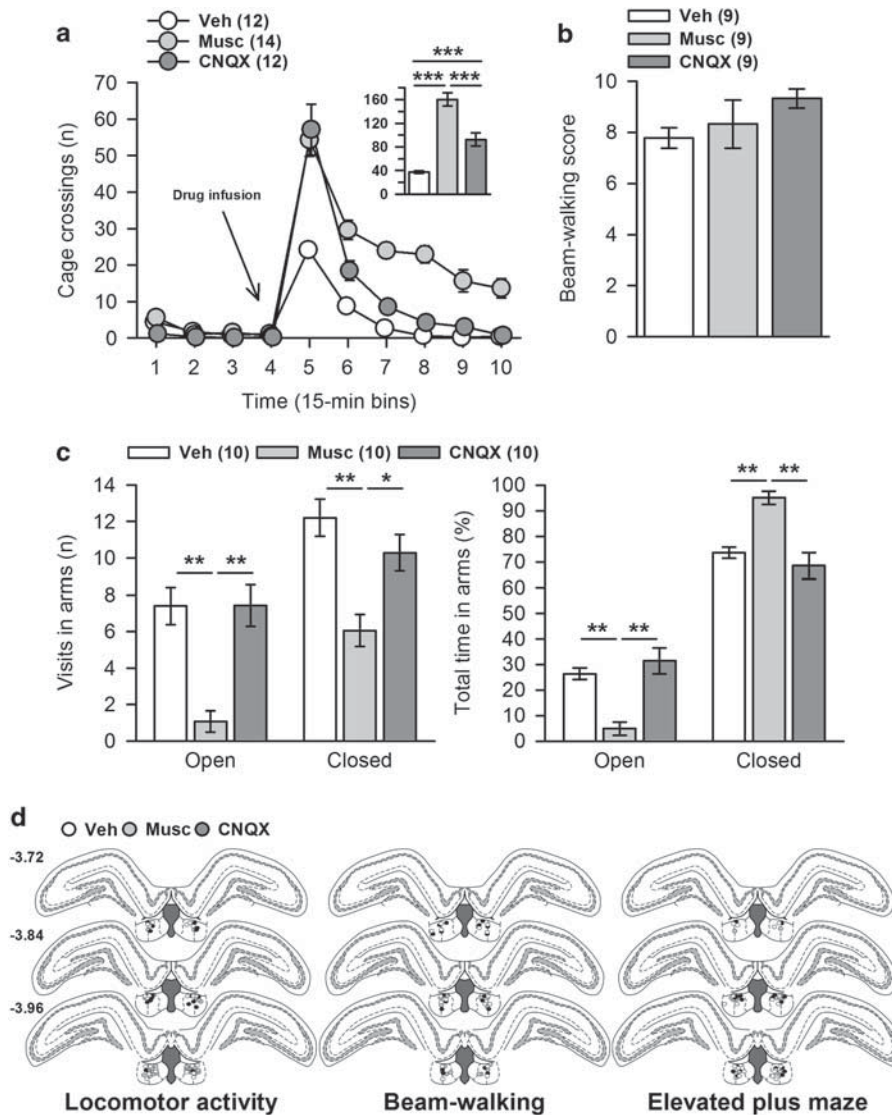 a
Veh (12)
Musc (14)
CNQX (12)
Cage crossings (n)
70
60
50
40
30
20
10
0
Drug infusion
***
*** ***
160
120
80
40
0
1 2 3 4 5 6 7 8 9 10
Time (15-min bins)
b
Veh (9)
Musc (9)
CNQX (9)
Beam-walking score
10
8
6
4
2
0
c
Veh (10) Musc (10) CNQX (10)
Visits in arms (n)
14
12
10
8
6
4
2
0
** **
** *
Open Closed
Total time in arms (%)
100
90
80
70
60
50
40
30
20
10
0
** **
** **
Open Closed
d
Veh Musc CNQX
-3.72
-3.84
-3.96
Locomotor activity Beam-walking Elevated plus maze